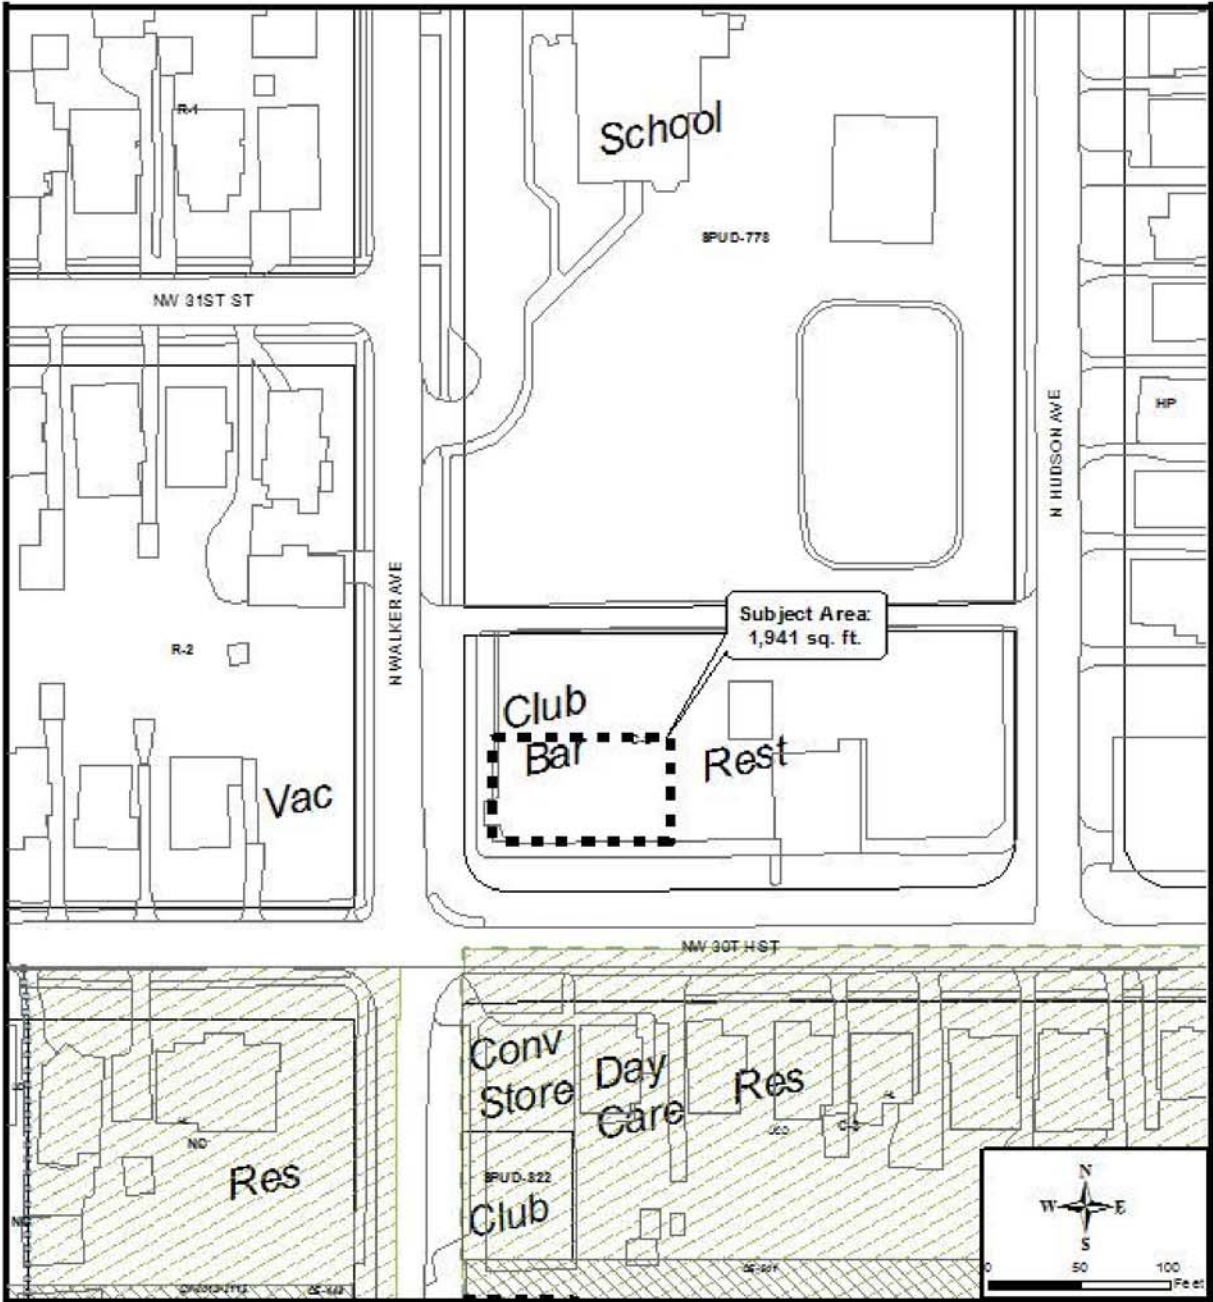 School
R-1
SPUD-778
NW 31ST ST
HP
N HUDSON AVE
N WALKER AVE
Subject Area:
1,941 sq. ft.
R-2
Club
Bar
Rest
Vac
NW 30TH ST
Conv
Store
Day
Care
Res
NC
Res
SPUD-322
Club
N
W
E
S
0
50
100
Feet